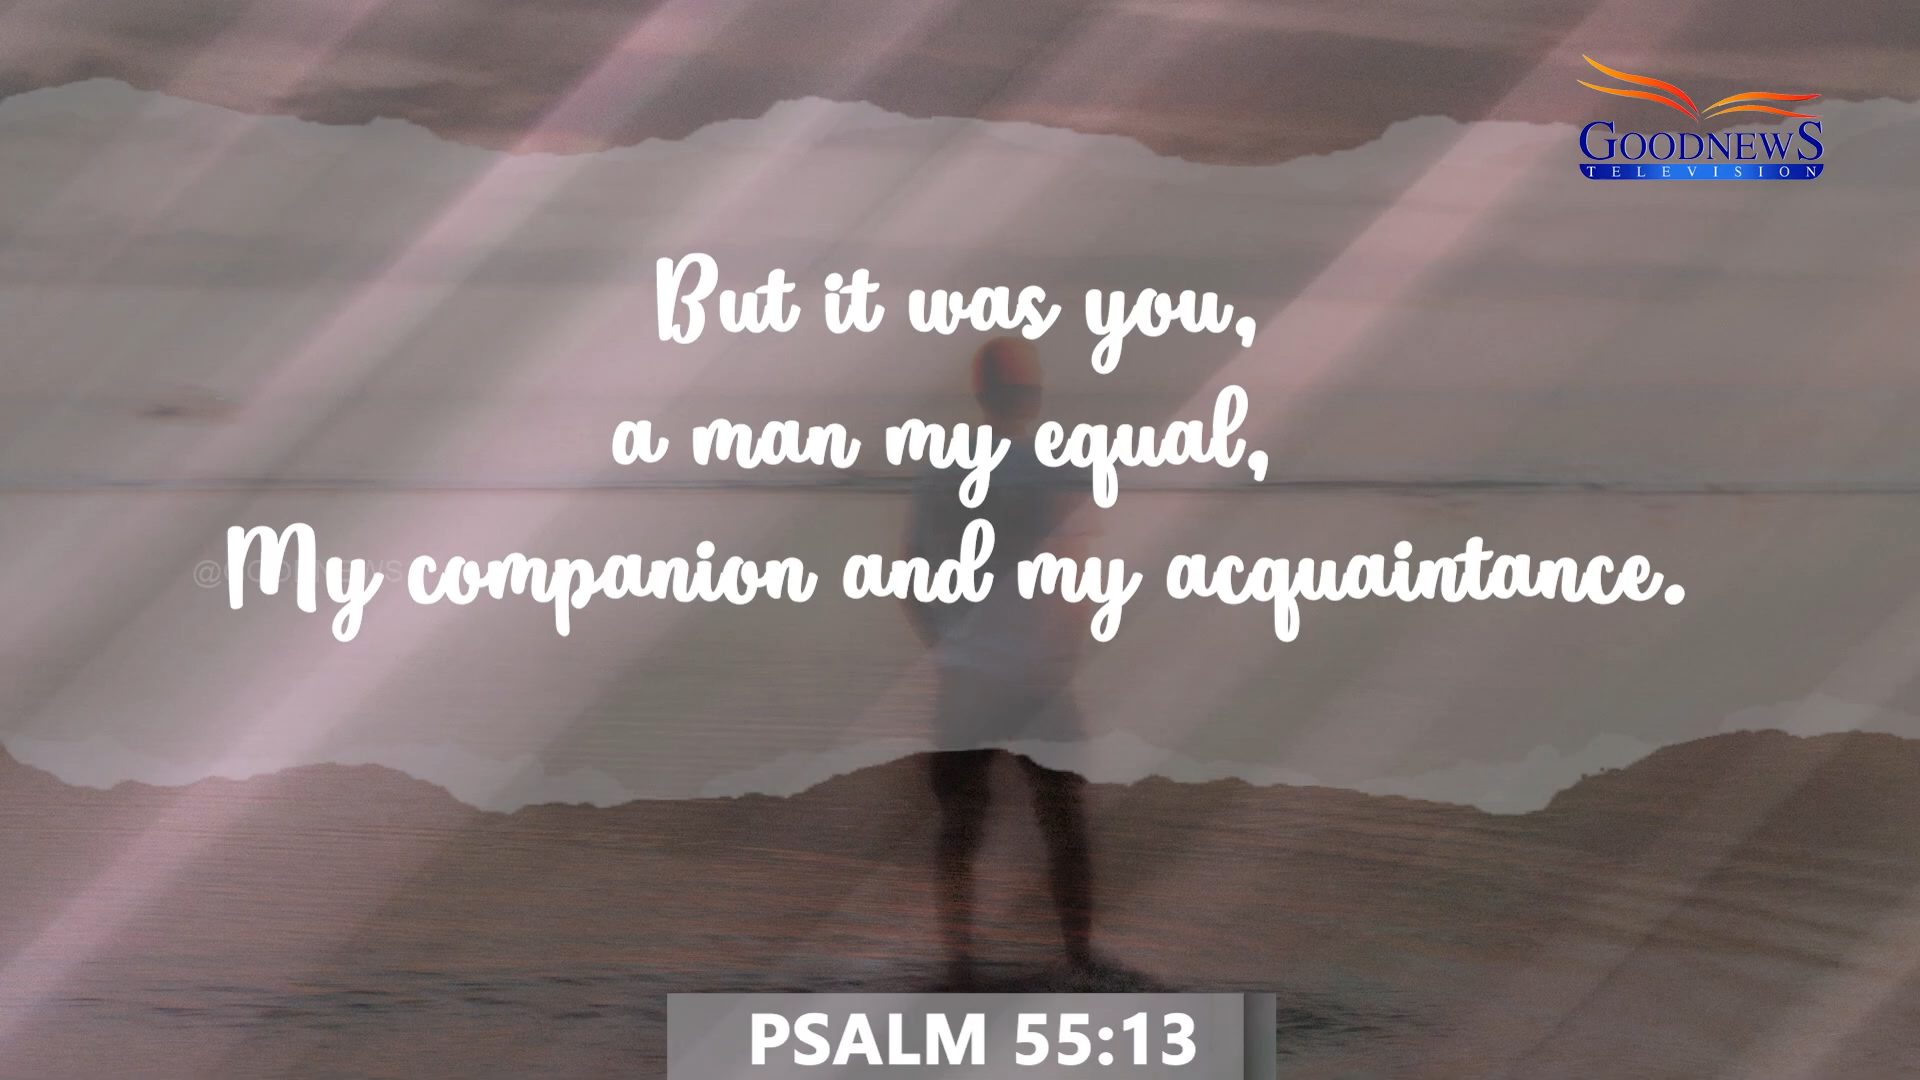 GOODNEWS
TELEVISION
But it was you,
a man my equal,
My companion and my acquaintance.
PSALM 55:13